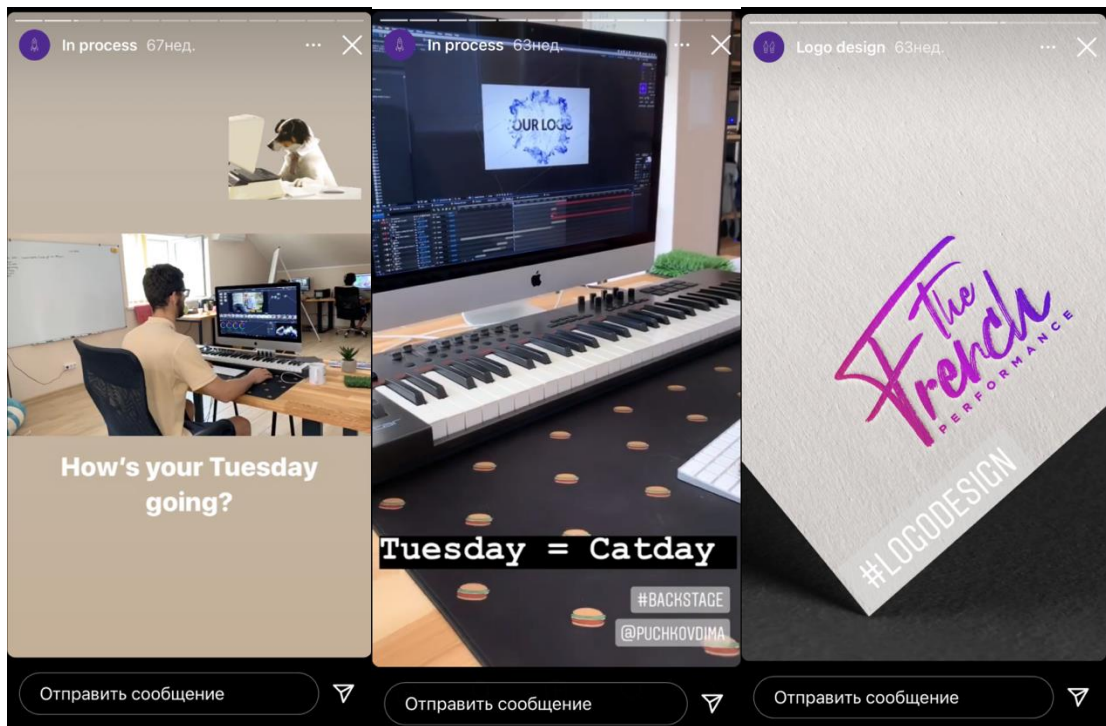 In process 67нед.
How's your Tuesday
going?
Отправить сообщение
In process 63нед.
OUR LOGO
Tuesday = Catday
#BACKSTAGE
@PUCHKOVDIMA
Отправить сообщение
Logo design 63нед.
The
French
PERFORMANCE
#LOGODESIGN
Отправить сообщение